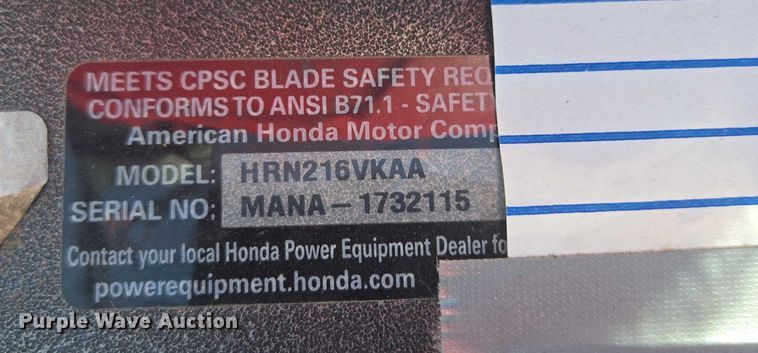 MEETS CPSC BLADE SAFETY REQ
CONFORMS TO ANSI B71.1 - SAFETY
American Honda Motor Comp
MODEL: HRN216VKAA
SERIAL NO: MANA-1732115
Contact your local Honda Power Equipment Dealer fo
powerequipment.honda.com
Purple Wave Auction